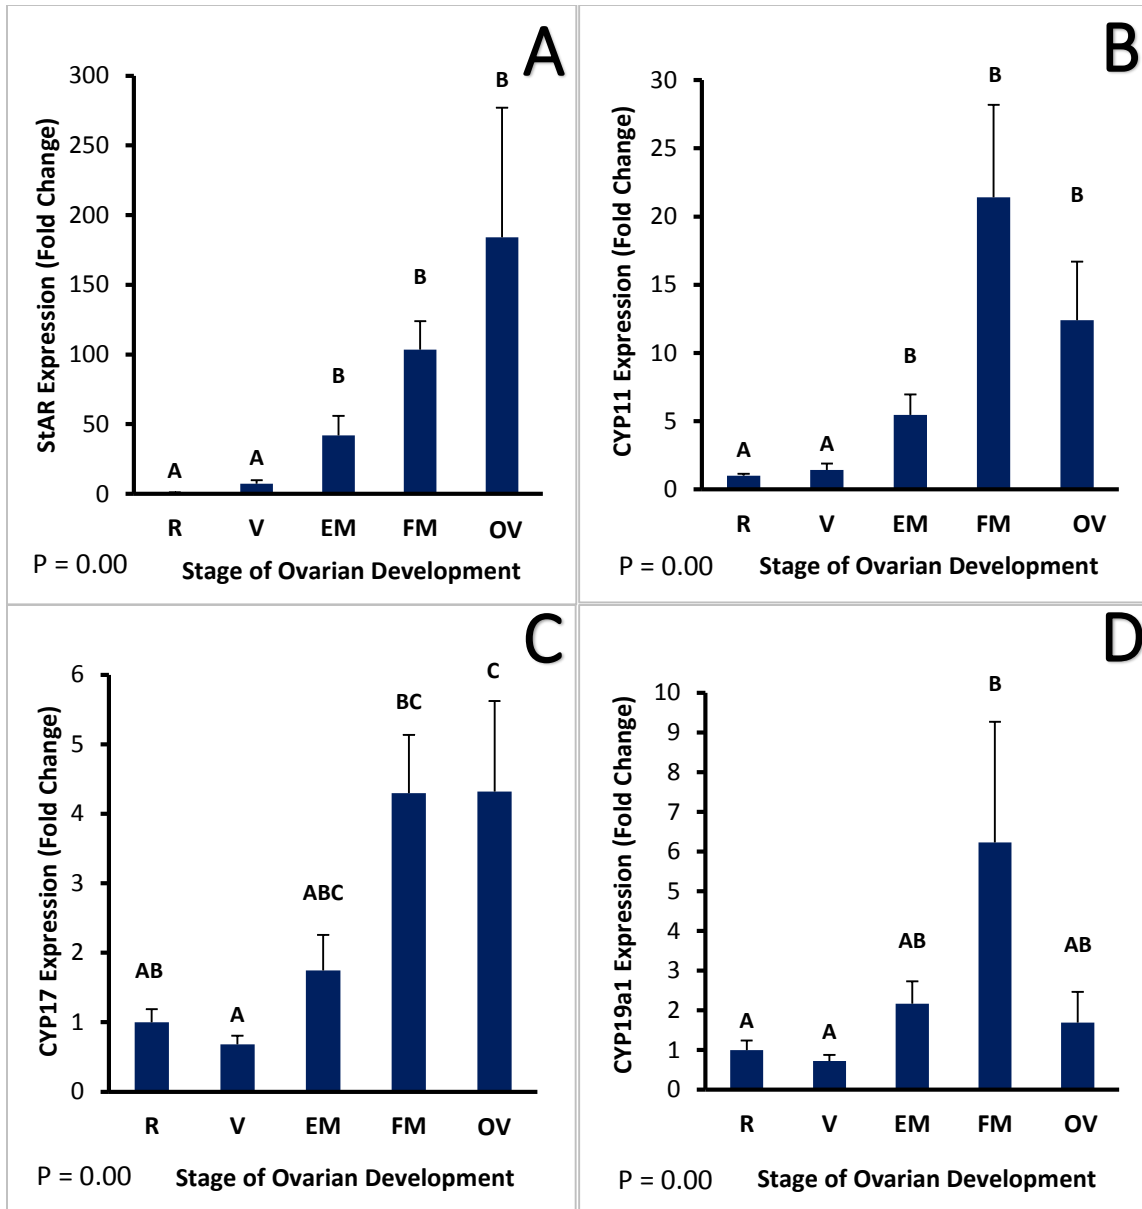 A
StAR Expression (Fold Change)
300
250
200
150
100
50
0
A
A
B
B
B
R V EM FM OV
P = 0.00 Stage of Ovarian Development
B
CYP11 Expression (Fold Change)
30
25
20
15
10
5
0
A
A
B
B
B
R V EM FM OV
P = 0.00 Stage of Ovarian Development
C
CYP17 Expression (Fold Change)
6
5
4
3
2
1
0
AB
A
ABC
BC
C
R V EM FM OV
P = 0.00 Stage of Ovarian Development
D
CYP19a1 Expression (Fold Change)
10
9
8
7
6
5
4
3
2
1
0
A
A
AB
B
AB
R V EM FM OV
P = 0.00 Stage of Ovarian Development